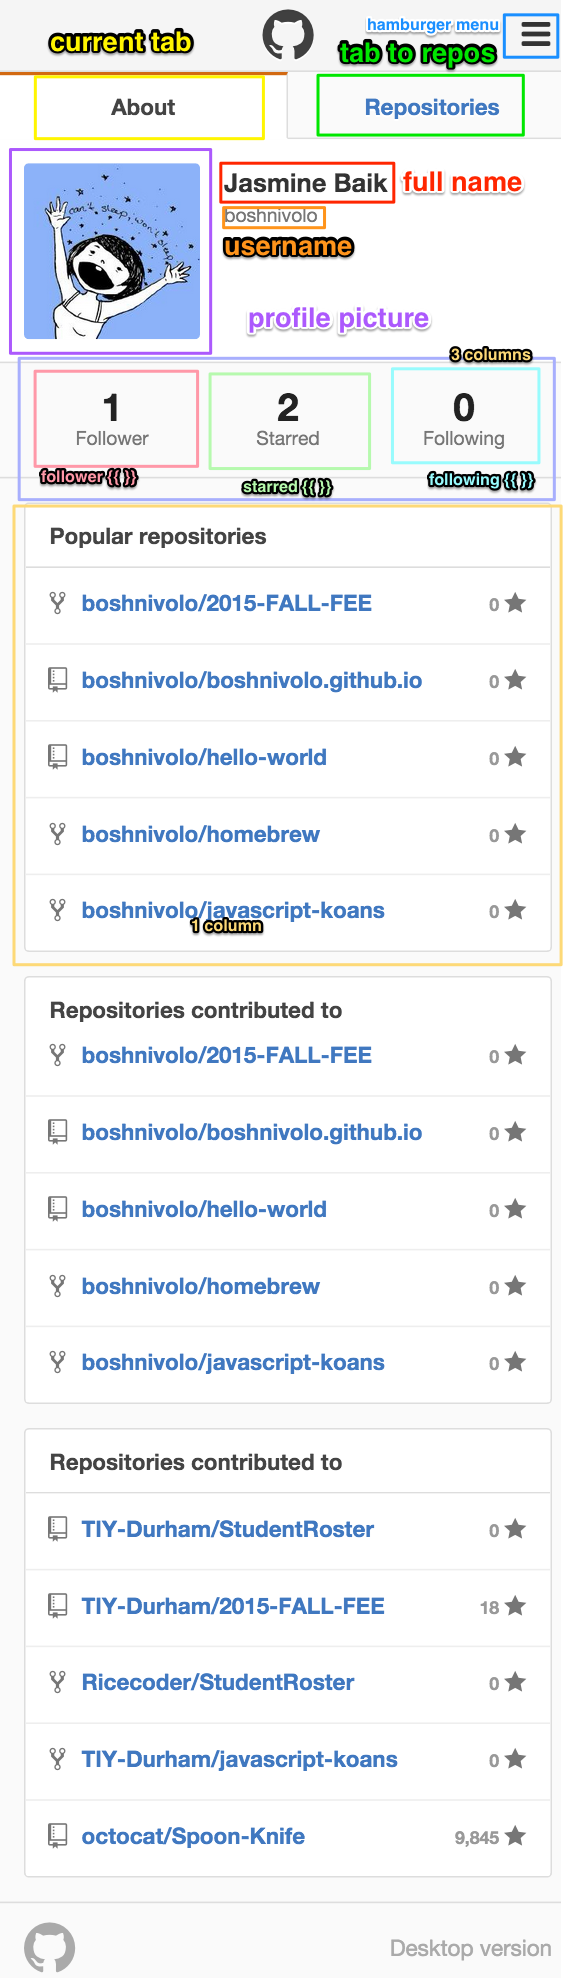 hamburger menu
current tab
tab to repos
About
Repositories
can't sleep, won't sleep
Jasmine Baik
full name
boshnivolo
username
profile picture
3 columns
1
2
0
Follower
Starred
Following
follower {{ }}
starred {{ }}
following {{ }}
Popular repositories
boshnivolo/2015-FALL-FEE 0
boshnivolo/boshnivolo.github.io 0
boshnivolo/hello-world 0
boshnivolo/homebrew 0
boshnivolo/javascript-koans 0
1 column
Repositories contributed to
boshnivolo/2015-FALL-FEE 0
boshnivolo/boshnivolo.github.io 0
boshnivolo/hello-world 0
boshnivolo/homebrew 0
boshnivolo/javascript-koans 0
Repositories contributed to
TIY-Durham/StudentRoster 0
TIY-Durham/2015-FALL-FEE 18
Ricecoder/StudentRoster 0
TIY-Durham/javascript-koans 0
octocat/Spoon-Knife 9,845
Desktop version